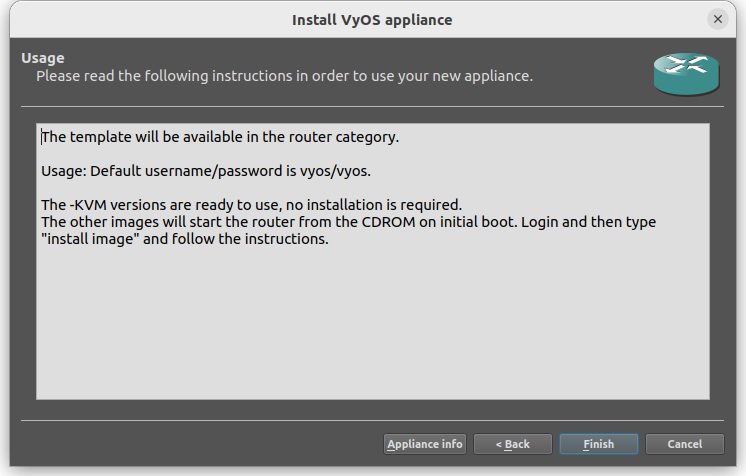 Install VyOS appliance
Usage
Please read the following instructions in order to use your new appliance.
The template will be available in the router category.
Usage: Default username/password is vyos/vyos.
The -KVM versions are ready to use, no installation is required.
The other images will start the router from the CDROM on initial boot. Login and then type
"install image" and follow the instructions.
Appliance info
< Back
Finish
Cancel